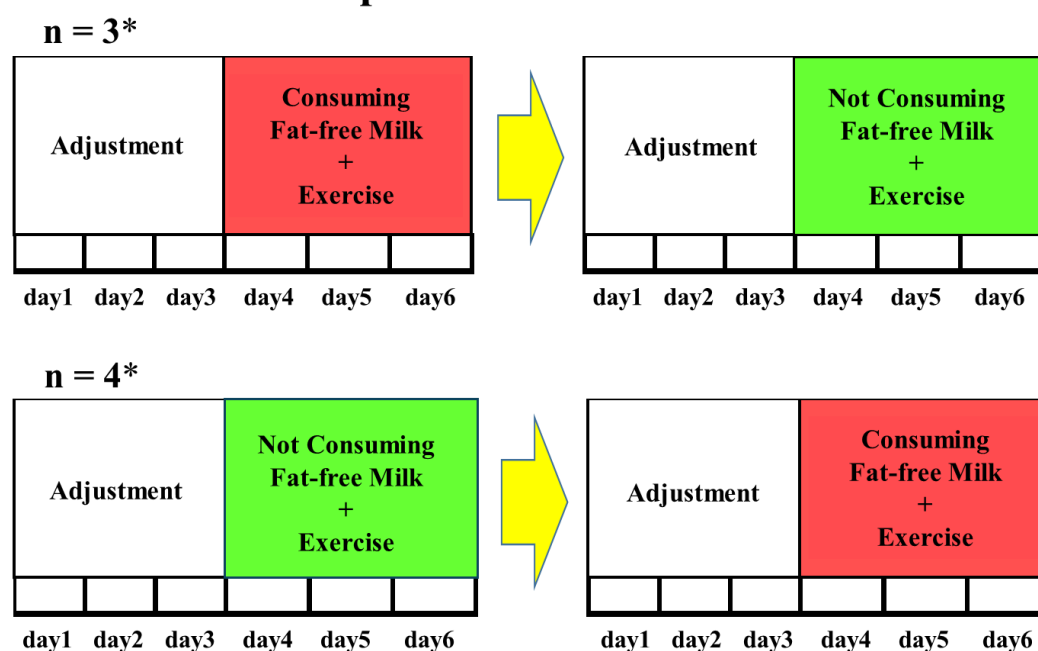 n = 3*
Consuming
Fat-free Milk
+
Exercise
Adjustment
Not Consuming
Fat-free Milk
+
Exercise
Adjustment
day1 day2 day3 day4 day5 day6
day1 day2 day3 day4 day5 day6
n = 4*
Not Consuming
Fat-free Milk
+
Exercise
Adjustment
Consuming
Fat-free Milk
+
Exercise
Adjustment
day1 day2 day3 day4 day5 day6
day1 day2 day3 day4 day5 day6